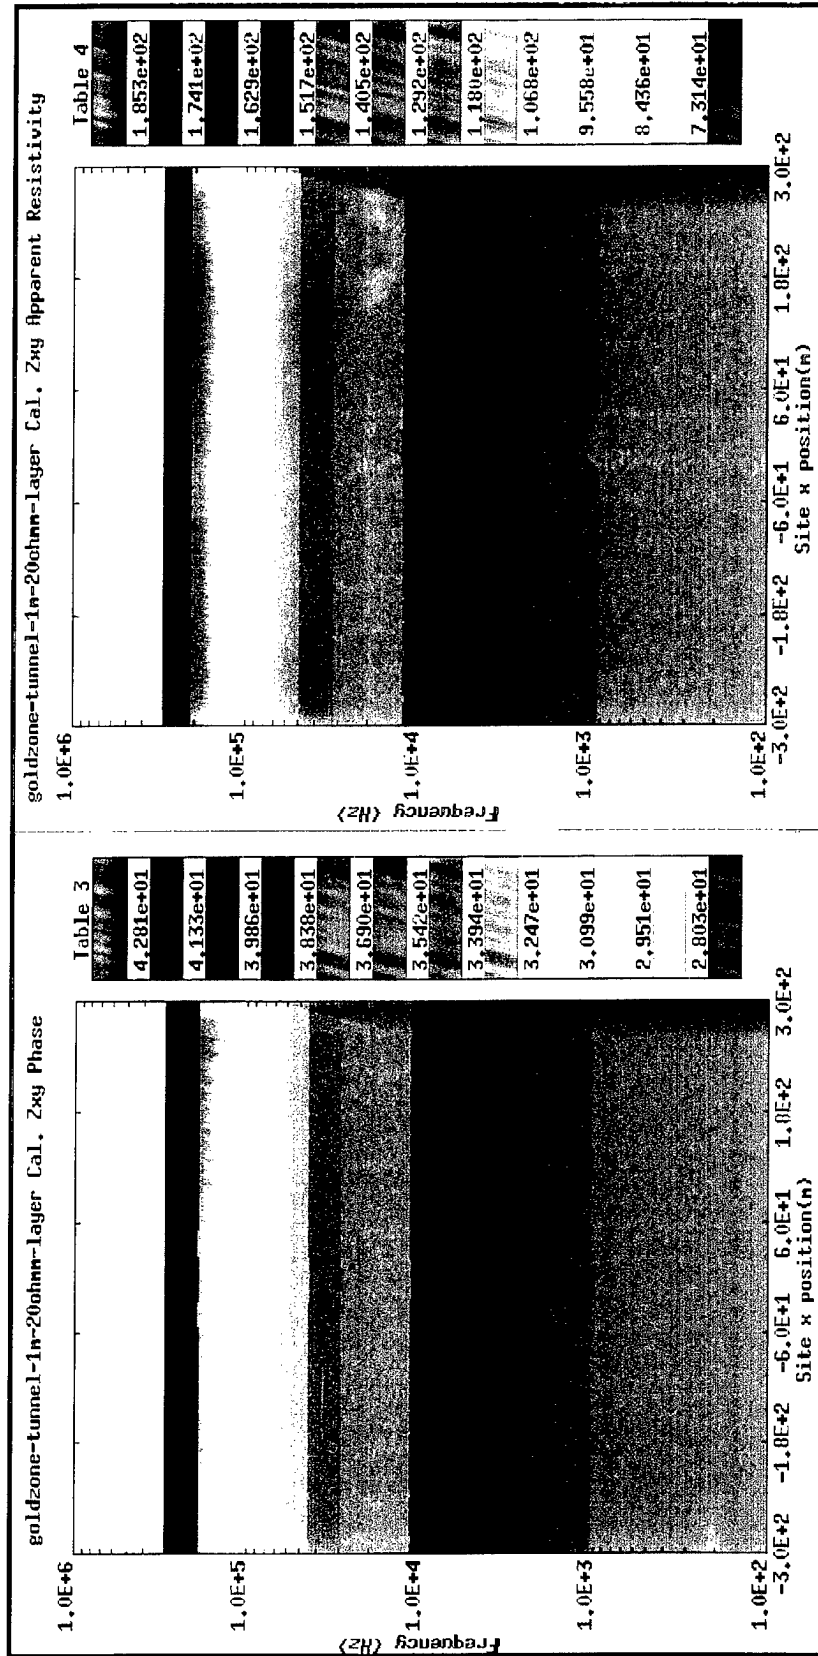 goldzone-tunnel-1m-20ohmm-layer Cal. Zxy Phase
Table 3
4.281e+01
4.133e+01
3.986e+01
3.838e+01
3.690e+01
3.542e+01
3.394e+01
3.247e+01
3.099e+01
2.951e+01
2.803e+01
1.0E+6
1.0E+5
1.0E+4
1.0E+3
1.0E+2
Frequency (Hz)
-3.0E+2
-1.8E+2
-6.0E+1
6.0E+1
1.8E+2
3.0E+2
Site x position(m)
goldzone-tunnel-1m-20ohmm-layer Cal. Zxy Apparent Resistivity
Table 4
1.853e+02
1.741e+02
1.629e+02
1.517e+02
1.405e+02
1.292e+02
1.180e+02
1.068e+02
9.558e+01
8.436e+01
7.314e+01
1.0E+6
1.0E+5
1.0E+4
1.0E+3
1.0E+2
Frequency (Hz)
-3.0E+2
-1.8E+2
-6.0E+1
6.0E+1
1.8E+2
3.0E+2
Site x position(m)